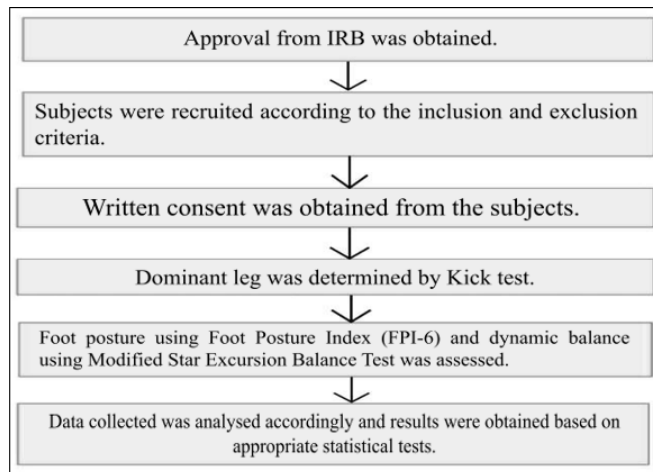 Approval from IRB was obtained.
Subjects were recruited according to the inclusion and exclusion
criteria.
Written consent was obtained from the subjects.
Dominant leg was determined by Kick test.
Foot posture using Foot Posture Index (FPI-6) and dynamic balance
using Modified Star Excursion Balance Test was assessed.
Data collected was analysed accordingly and results were obtained based on
appropriate statistical tests.